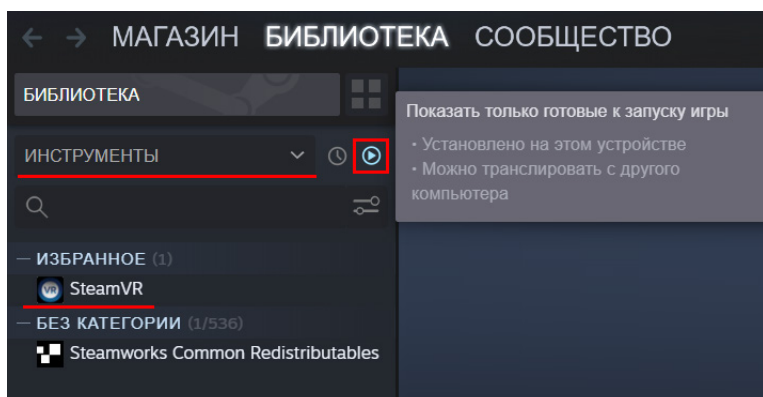 МАГАЗИН БИБЛИОТЕКА СООБЩЕСТВО
БИБЛИОТЕКА
Показать только готовые к запуску игры
• Установлено на этом устройстве
• Можно транслировать с другого
компьютера
ИНСТРУМЕНТЫ
— ИЗБРАННОЕ (1)
VR SteamVR
— БЕЗ КАТЕГОРИИ (1/536)
Steamworks Common Redistributables